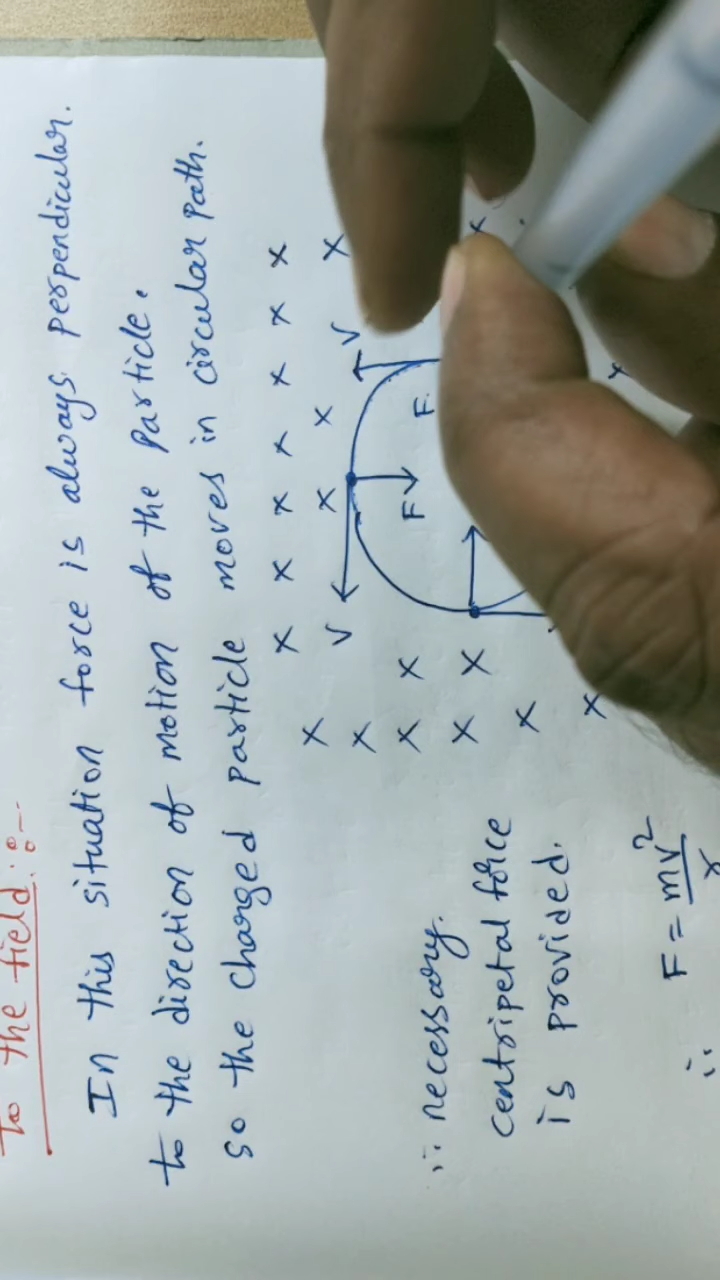 to the field:-
In this situation force is always perpendicular.
to the direction of motion of the particle.
so the charged particle moves in circular path.
x x x x x x x
x v x x v x
x F F
x x
x x x
x
x x
∴ necessary.
centripetal force
is provided.
∴ F = mv²/r